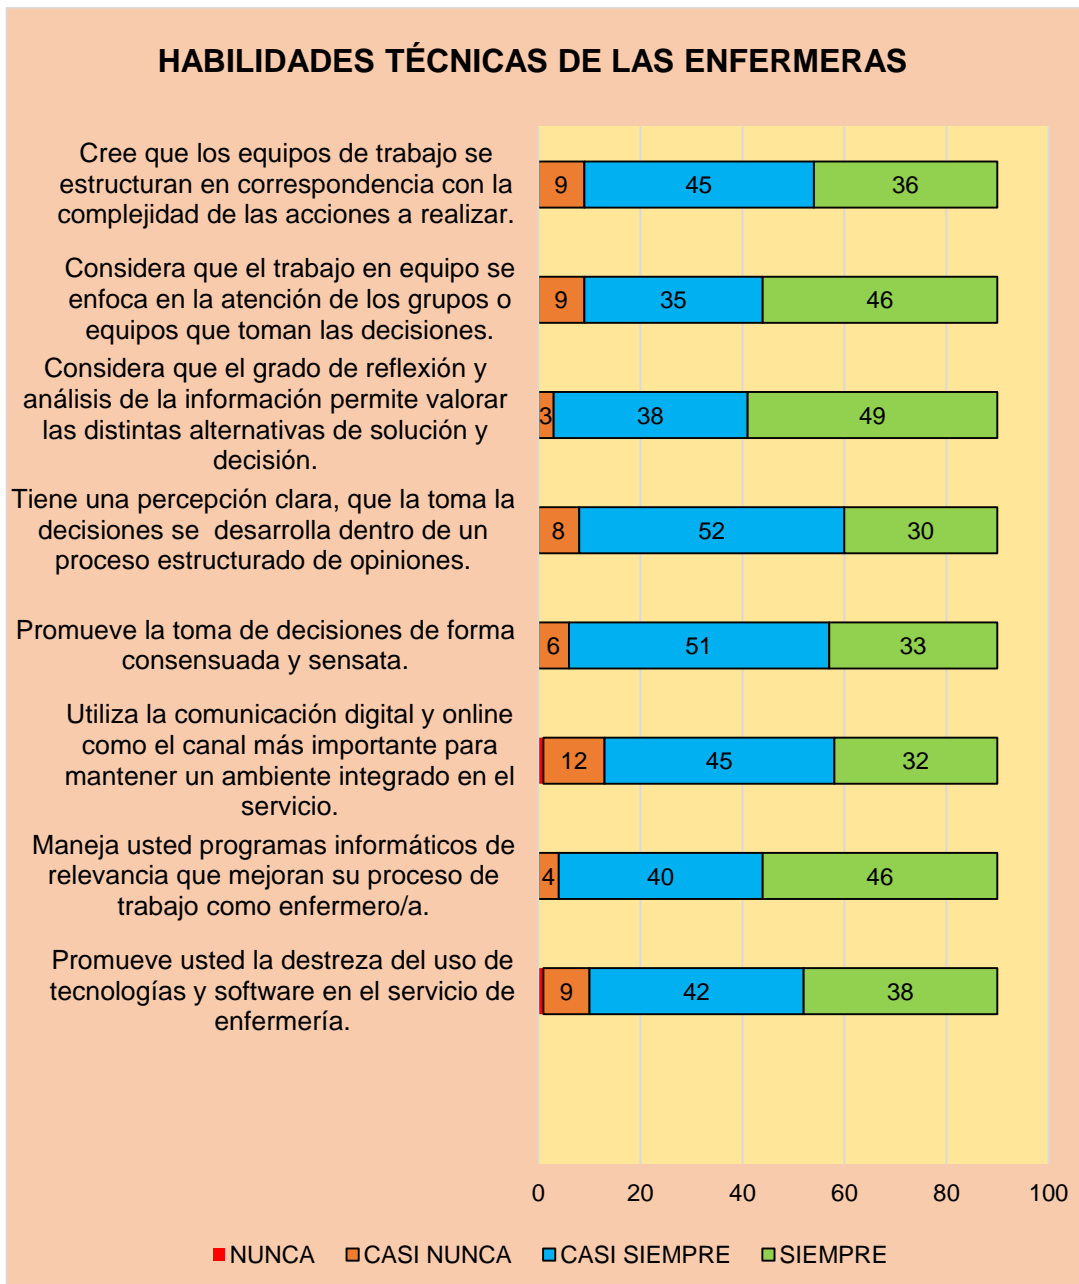 HABILIDADES TÉCNICAS DE LAS ENFERMERAS
Cree que los equipos de trabajo se
estructuran en correspondencia con la
complejidad de las acciones a realizar.
9 45 36
Considera que el trabajo en equipo se
enfoca en la atención de los grupos o
equipos que toman las decisiones.
9 35 46
Considera que el grado de reflexión y
análisis de la información permite valorar
las distintas alternativas de solución y
decisión.
3 38 49
Tiene una percepción clara, que la toma la
decisiones se desarrolla dentro de un
proceso estructurado de opiniones.
8 52 30
Promueve la toma de decisiones de forma
consensuada y sensata.
6 51 33
Utiliza la comunicación digital y online
como el canal más importante para
mantener un ambiente integrado en el
servicio.
12 45 32
Maneja usted programas informáticos de
relevancia que mejoran su proceso de
trabajo como enfermero/a.
4 40 46
Promueve usted la destreza del uso de
tecnologías y software en el servicio de
enfermería.
9 42 38
0 20 40 60 80 100
NUNCA CASI NUNCA CASI SIEMPRE SIEMPRE